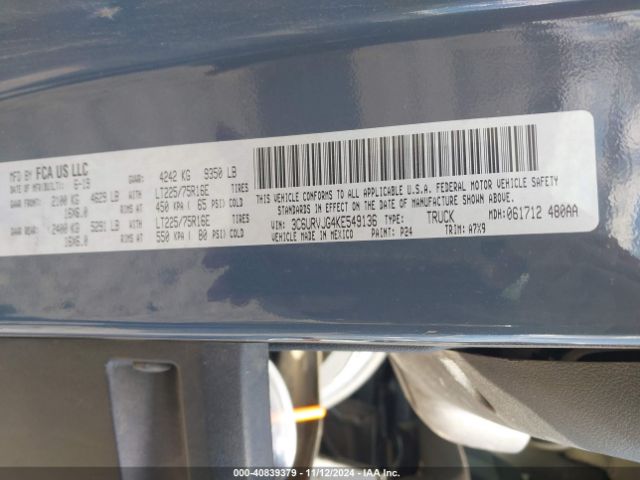 MFD BY FCA US LLC
DATE OF MFR(BUILT): 6-19 GVWR: 4242 KG 9350 LB
GAWR FRONT: 2100 KG 4629 LB WITH LT225/75R16E TIRES
16X6.0 AT 450 KPA ( 65 PSI) COLD
GAWR REAR: 2400 KG 5291 LB WITH LT225/75R16E TIRES
16X6.0 AT 550 KPA ( 80 PSI) COLD
THIS VEHICLE CONFORMS TO ALL APPLICABLE U.S.A. FEDERAL MOTOR VEHICLE SAFETY
STANDARDS IN EFFECT ON THE DATE OF MANUFACTURE SHOWN ABOVE.
VIN: 3C6URVJG4KE549136 TYPE: TRUCK MDH:061712 480AA
VEHICLE MADE IN MEXICO PAINT: P24 TRIM: A7X9
000-40839379 - 11/12/2024 - IAA Inc.